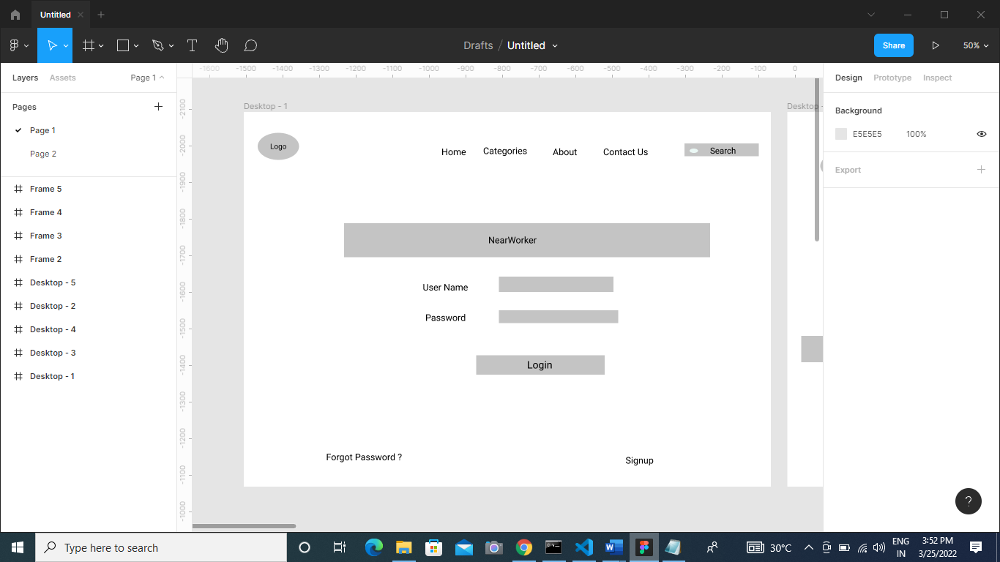 Untitled
Drafts / Untitled
Share
50%
Layers Assets Page 1
-1600 -1500 -1400 -1300 -1200 -1100 -1000 -900 -800 -700 -600 -500 -400 -300 -200 -100 0
Design Prototype Inspect
Pages
Page 1
Page 2
Frame 5
Frame 4
Frame 3
Frame 2
Desktop - 5
Desktop - 2
Desktop - 4
Desktop - 3
Desktop - 1
-2100
-2000
-1900
-1800
-1700
-1600
-1500
-1400
-1300
-1200
-1100
-1000
Desktop - 1
Desktop -
Logo
Home Categories About Contact Us
Search
NearWorker
User Name
Password
Login
Forgot Password ?
Signup
Background
E5E5E5 100%
Export
?
Type here to search
30°C
ENG
IN
3:52 PM
3/25/2022